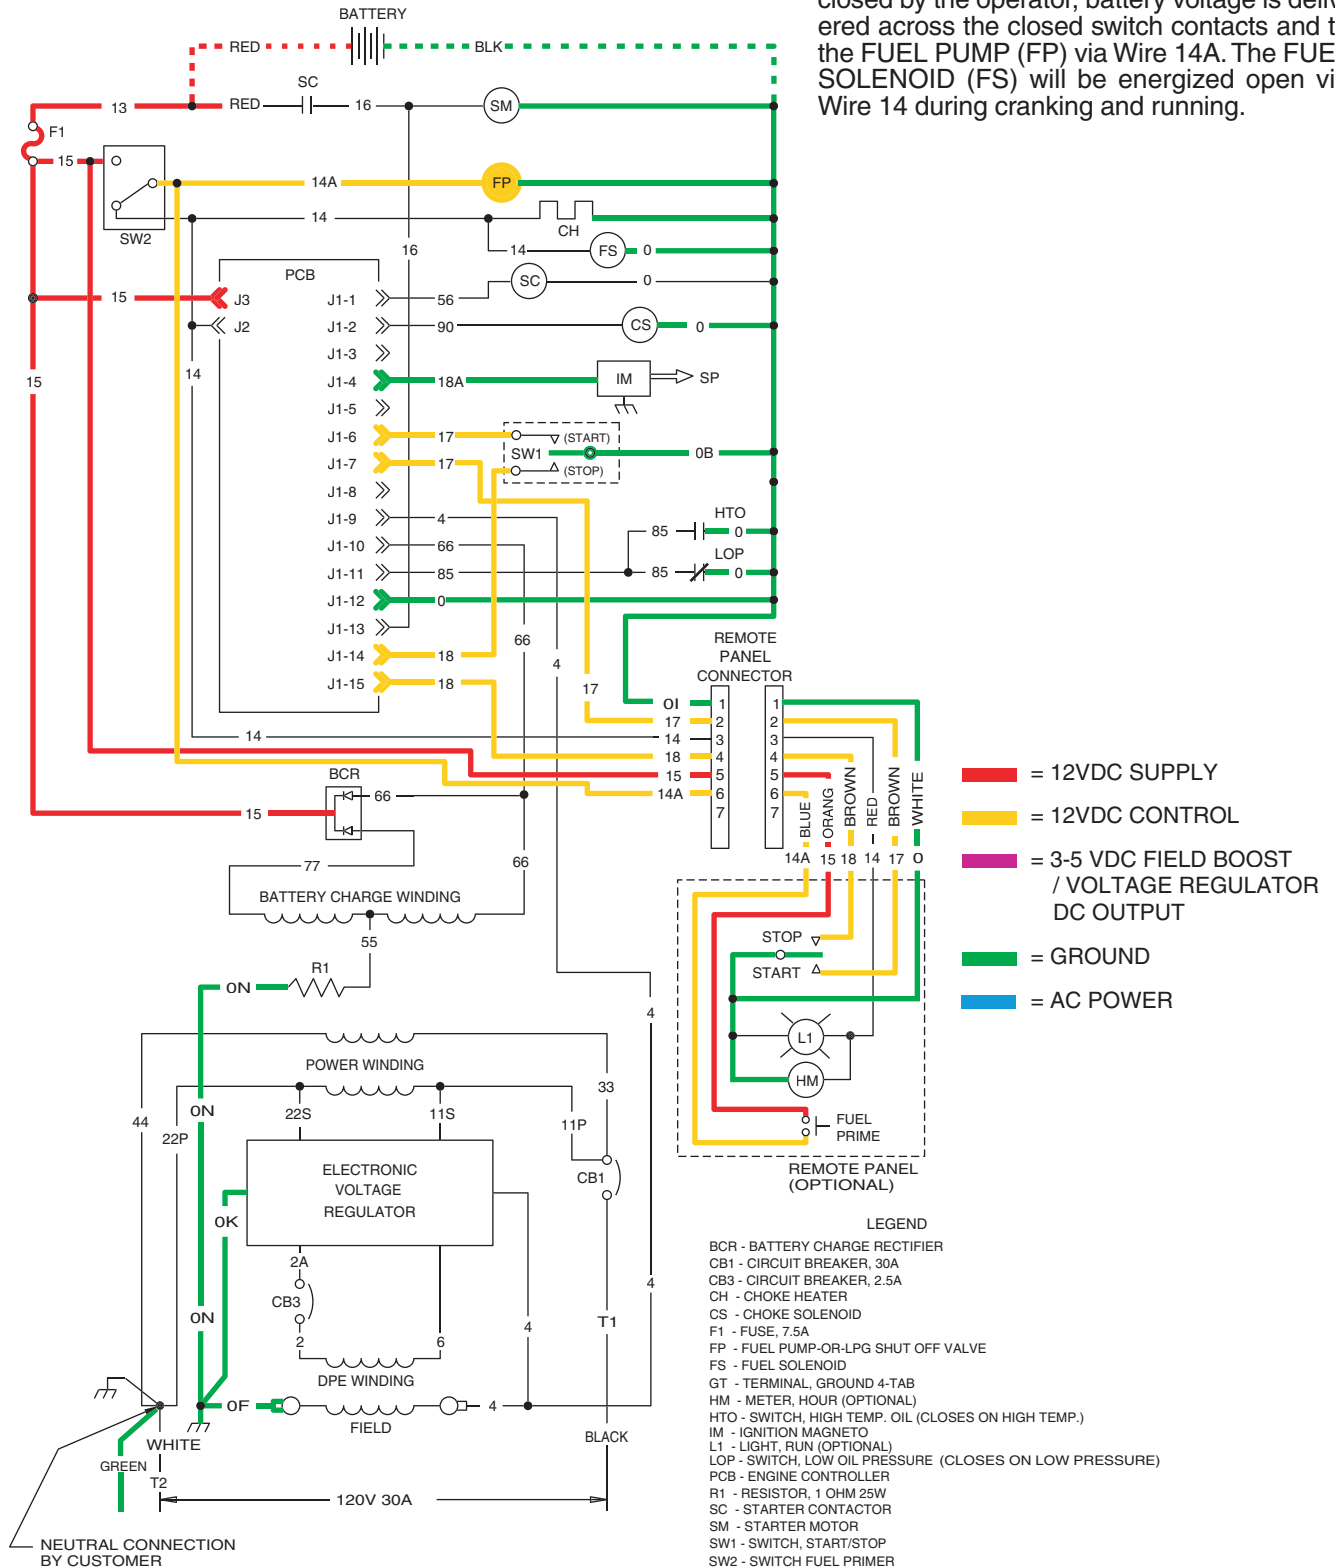 closed by the operator, battery voltage is deliv
ered across the closed switch contacts and t
the FUEL PUMP (FP) via Wire 14A. The FUE
SOLENOID (FS) will be energized open vi
Wire 14 during cranking and running.
BATTERY
RED
BLK
SC
13
RED
16
SM
F1
15
14A
FP
SW2
14
CH
16
14
FS
0
PCB
SC
0
15
J3
J1-1
56
J2
J1-2
90
CS
0
J1-3
14
15
J1-4
18A
IM
SP
J1-5
J1-6
17
(START)
SW1
0B
J1-7
17
(STOP)
J1-8
J1-9
4
HTO
85
0
J1-10
66
LOP
J1-11
85
85
0
J1-12
0
J1-13
66
REMOTE
PANEL
CONNECTOR
J1-14
18
4
J1-15
18
17
0I
1
1
17
2
2
14
14
3
3
18
4
4
15
5
5
14A
6
6
7
7
BLUE
ORANG
BROWN
RED
BROWN
WHITE
14A
15
18
14
17
0
= 12VDC SUPPLY
= 12VDC CONTROL
= 3-5 VDC FIELD BOOST
/ VOLTAGE REGULATOR
DC OUTPUT
= GROUND
= AC POWER
BCR
66
15
77
66
BATTERY CHARGE WINDING
55
R1
0N
STOP
START
L1
HM
FUEL
PRIME
REMOTE PANEL
(OPTIONAL)
4
POWER WINDING
33
44
22P
0N
22S
11S
11P
CB1
ELECTRONIC
VOLTAGE
REGULATOR
0K
2A
CB3
4
0N
2
6
4
T1
DPE WINDING
0F
4
FIELD
BLACK
WHITE
GREEN
T2
120V 30A
NEUTRAL CONNECTION
BY CUSTOMER
LEGEND
BCR - BATTERY CHARGE RECTIFIER
CB1 - CIRCUIT BREAKER, 30A
CB3 - CIRCUIT BREAKER, 2.5A
CH - CHOKE HEATER
CS - CHOKE SOLENOID
F1 - FUSE, 7.5A
FP - FUEL PUMP-OR-LPG SHUT OFF VALVE
FS - FUEL SOLENOID
GT - TERMINAL, GROUND 4-TAB
HM - METER, HOUR (OPTIONAL)
HTO - SWITCH, HIGH TEMP. OIL (CLOSES ON HIGH TEMP.)
IM - IGNITION MAGNETO
L1 - LIGHT, RUN (OPTIONAL)
LOP - SWITCH, LOW OIL PRESSURE (CLOSES ON LOW PRESSURE)
PCB - ENGINE CONTROLLER
R1 - RESISTOR, 1 OHM 25W
SC - STARTER CONTACTOR
SM - STARTER MOTOR
SW1 - SWITCH, START/STOP
SW2 - SWITCH FUEL PRIMER